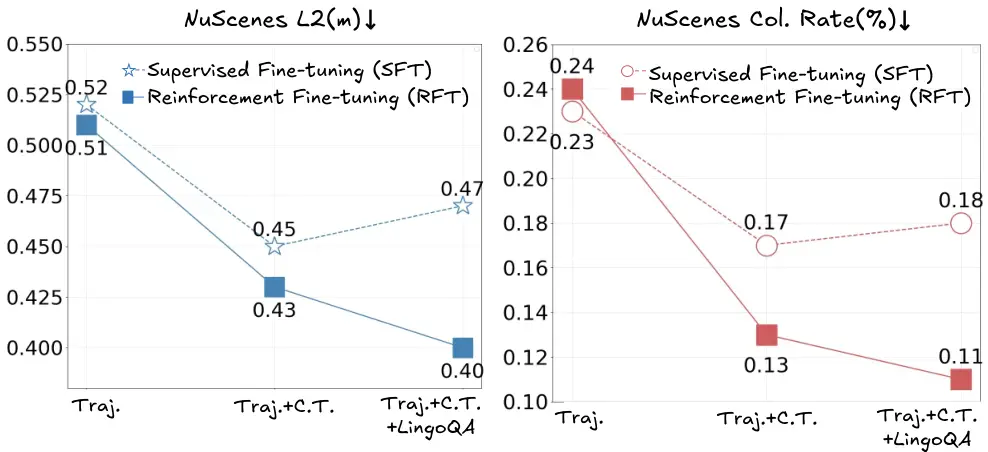 NuScenes L2(m)↓
0.550
0.525
0.500
0.475
0.450
0.425
0.400
Supervised Fine-tuning (SFT)
Reinforcement Fine-tuning (RFT)
0.52
0.51
0.45
0.43
0.47
0.40
Traj.
Traj.+C.T.
Traj.+C.T.
+LingoQA
NuScenes Col. Rate(%)↓
0.26
0.24
0.22
0.20
0.18
0.16
0.14
0.12
0.10
Supervised Fine-tuning (SFT)
Reinforcement Fine-tuning (RFT)
0.24
0.23
0.17
0.13
0.18
0.11
Traj.
Traj.+C.T.
Traj.+C.T.
+LingoQA